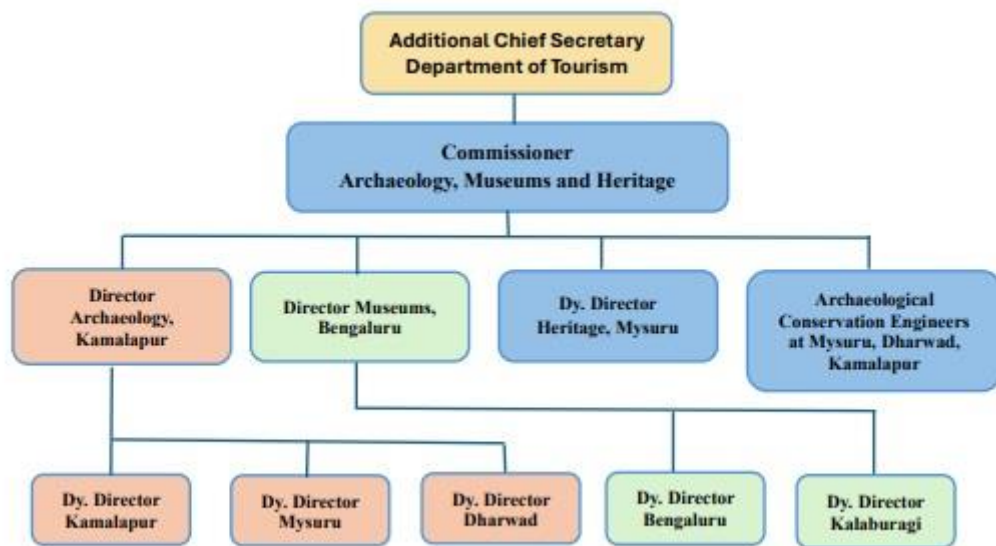 Additional Chief Secretary
Department of Tourism
Commissioner
Archaeology, Museums and Heritage
Director
Archaeology,
Kamalapur
Director Museums,
Bengaluru
Dy. Director
Heritage, Mysuru
Archaeological
Conservation Engineers
at Mysuru, Dharwad,
Kamalapur
Dy. Director
Kamalapur
Dy. Director
Mysuru
Dy. Director
Dharwad
Dy. Director
Bengaluru
Dy. Director
Kalaburagi